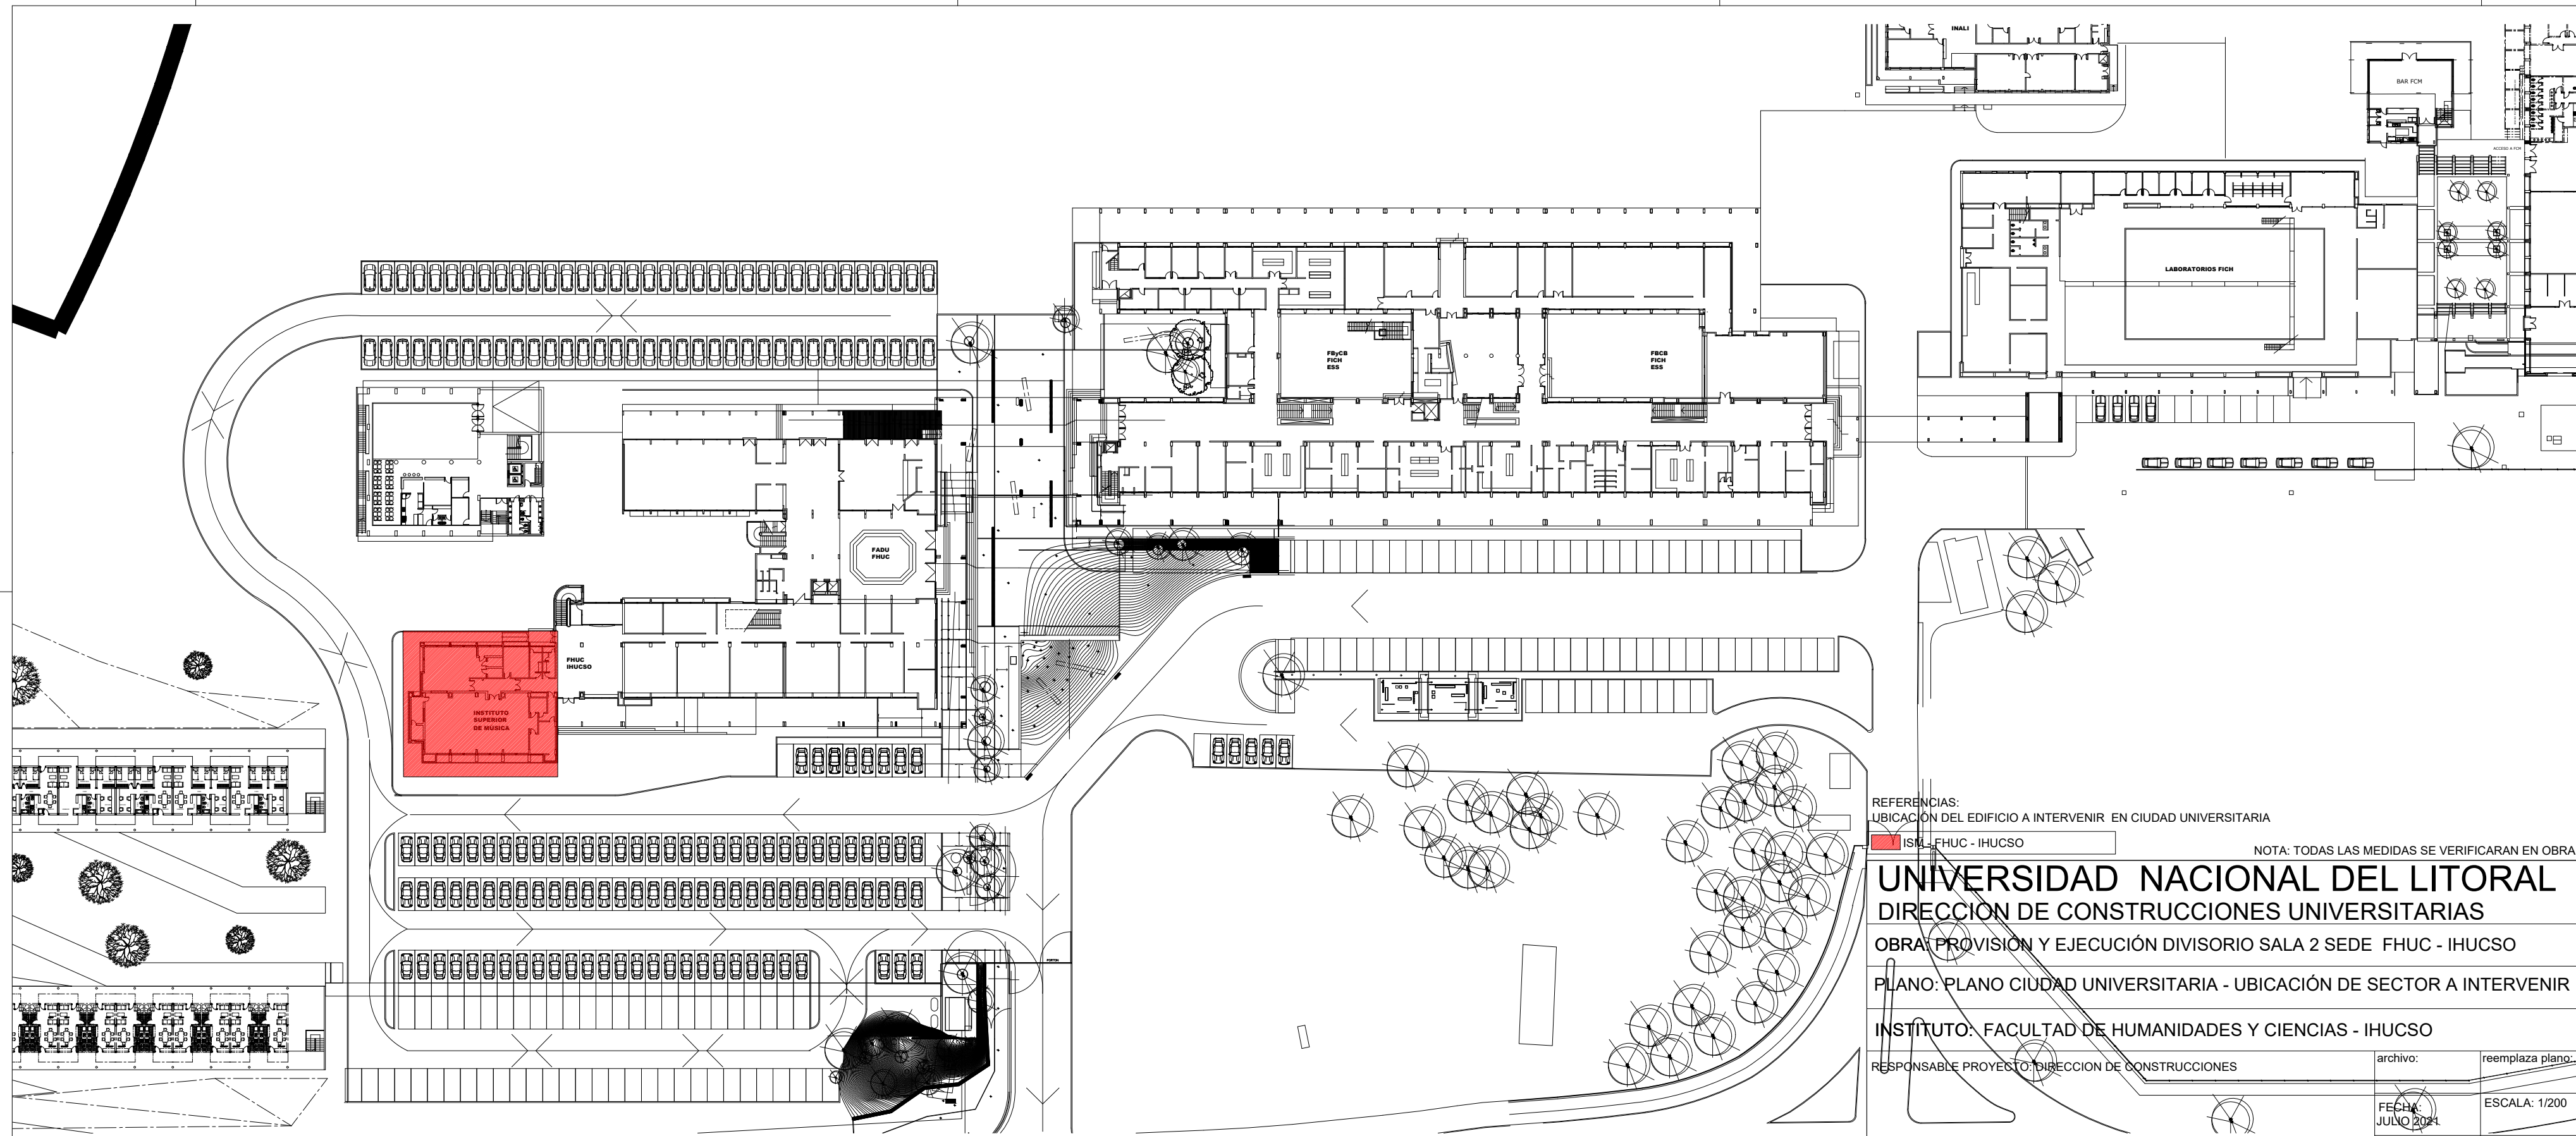 INALI
BAR FCM
ACCESO A FCM
LABORATORIOS FICH
FByCB
FICH
ESS
FBCB
FICH
ESS
FADU
FHUC
FHUC
IHUCSO
INSTITUTO
SUPERIOR
DE MÚSICA
PORTON
REFERENCIAS:
UBICACIÓN DEL EDIFICIO A INTERVENIR EN CIUDAD UNIVERSITARIA
ISM - FHUC - IHUCSO
NOTA: TODAS LAS MEDIDAS SE VERIFICARAN EN OBRA
UNIVERSIDAD NACIONAL DEL LITORAL
DIRECCION DE CONSTRUCCIONES UNIVERSITARIAS
OBRA: PROVISIÓN Y EJECUCIÓN DIVISORIO SALA 2 SEDE FHUC - IHUCSO
PLANO: PLANO CIUDAD UNIVERSITARIA - UBICACIÓN DE SECTOR A INTERVENIR
INSTITUTO: FACULTAD DE HUMANIDADES Y CIENCIAS - IHUCSO
RESPONSABLE PROYECTO: DIRECCION DE CONSTRUCCIONES
archivo:
reemplaza plano:
FECHA:
JULIO 2021
ESCALA: 1/200